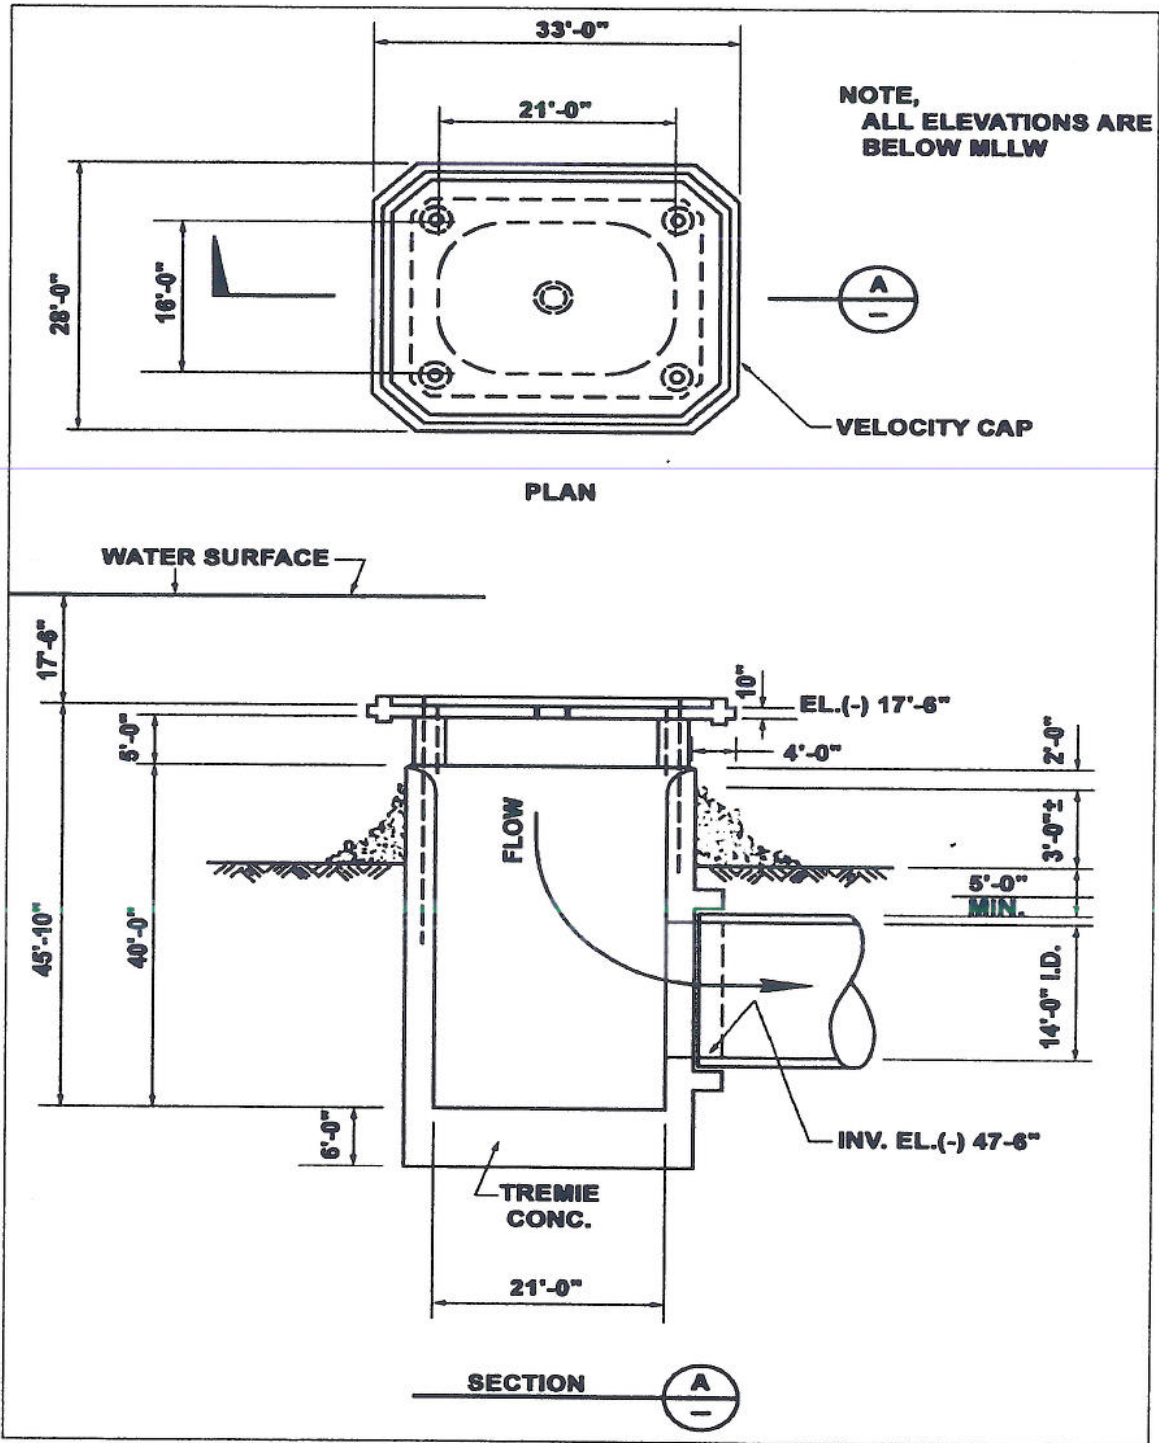 33'-0"
21'-0"
NOTE,
ALL ELEVATIONS ARE
BELOW MLLW
28'-0"
16'-0"
A
–
VELOCITY CAP
PLAN
WATER SURFACE
17'-6"
10"
EL.(-) 17'-6"
5'-0"
4'-0"
2'-0"
FLOW
3'-0"±
5'-0"
MIN.
45'-10"
40'-0"
14'-0" I.D.
6'-0"
INV. EL.(-) 47-6"
TREMIE
CONC.
21'-0"
SECTION
A
–